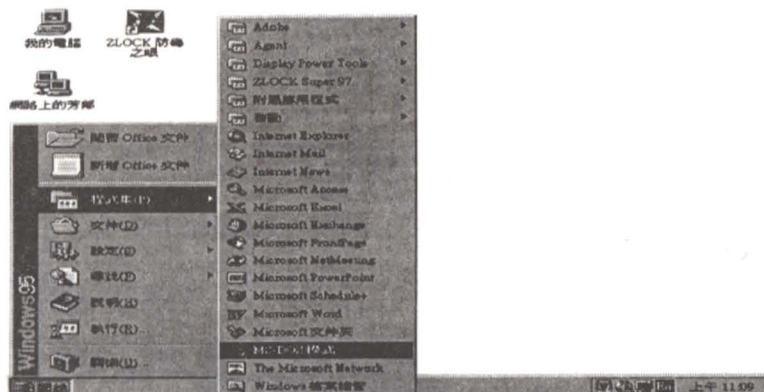 我的電腦
ZLOCK 防毒
之眼
網路上的芳鄰
開啟 Office 文件
新增 Office 文件
程式集(P)
文件(D)
設定(S)
尋找(F)
說明(H)
執行(R)...
關機(U)...
Windows95
Adobe
Agent
Display Power Tools
ZLOCK Super 97
附屬應用程式
啟動
Internet Explorer
Internet Mail
Internet News
Microsoft Access
Microsoft Excel
Microsoft Exchange
Microsoft FrontPage
Microsoft NetMeeting
Microsoft PowerPoint
Microsoft Schedule+
Microsoft Word
Microsoft 文件夾
MS-DOS 模式
The Microsoft Network
Windows 檔案總管
開始
En
上午 11:09